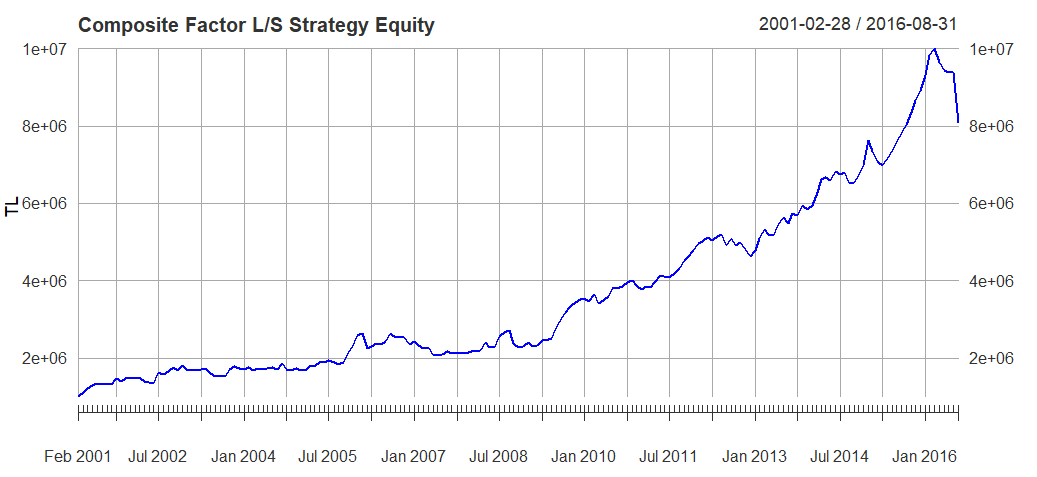 Composite Factor L/S Strategy Equity 2001-02-28 / 2016-08-31
1e+07 1e+07
8e+06 8e+06
TL
6e+06 6e+06
4e+06 4e+06
2e+06 2e+06
Feb 2001 Jul 2002 Jan 2004 Jul 2005 Jan 2007 Jul 2008 Jan 2010 Jul 2011 Jan 2013 Jul 2014 Jan 2016